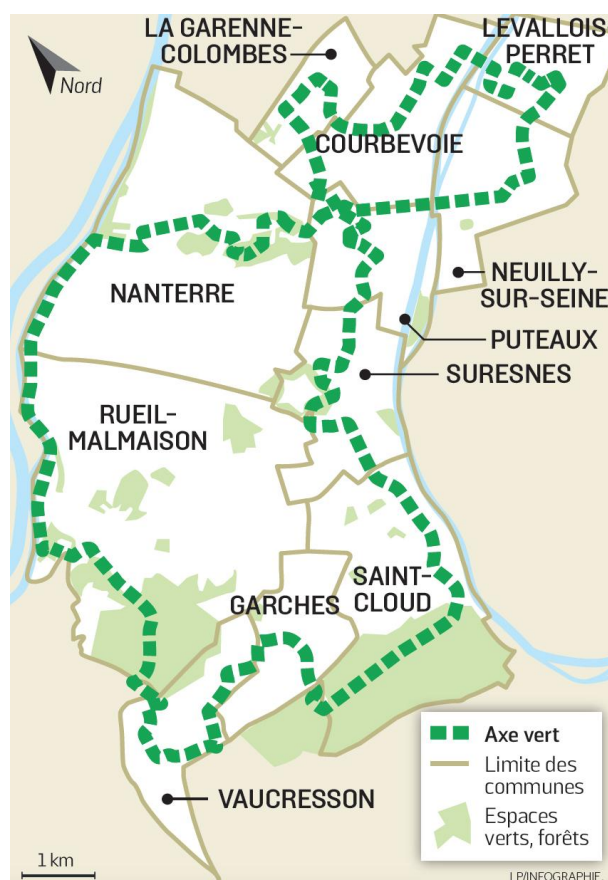 LA GARENNE-
COLOMBES
LEVALLOIS-
PERRET
Nord
COURBEVOIE
NANTERRE
NEUILLY-
SUR-SEINE
PUTEAUX
SURESNES
RUEIL-
MALMAISON
GARCHES
SAINT-
CLOUD
VAUCRESSON
Axe vert
Limite des
communes
Espaces
verts, forêts
1 km
LP/INFOGRAPHIE.